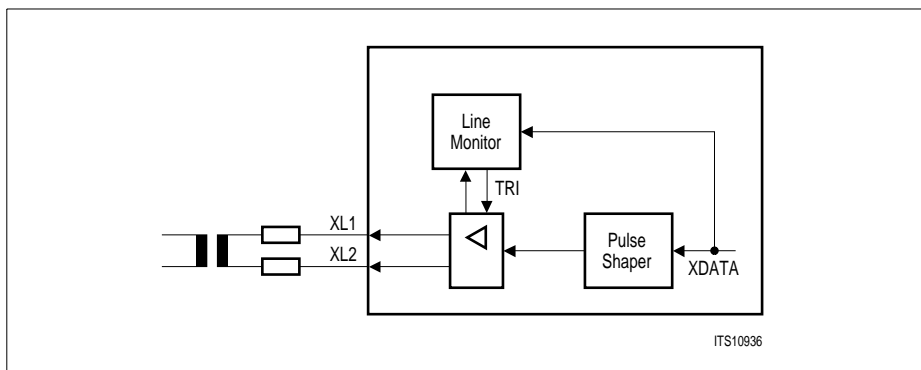 Line
Monitor
TRI
XL1
XL2
Pulse
Shaper
XDATA
ITS10936